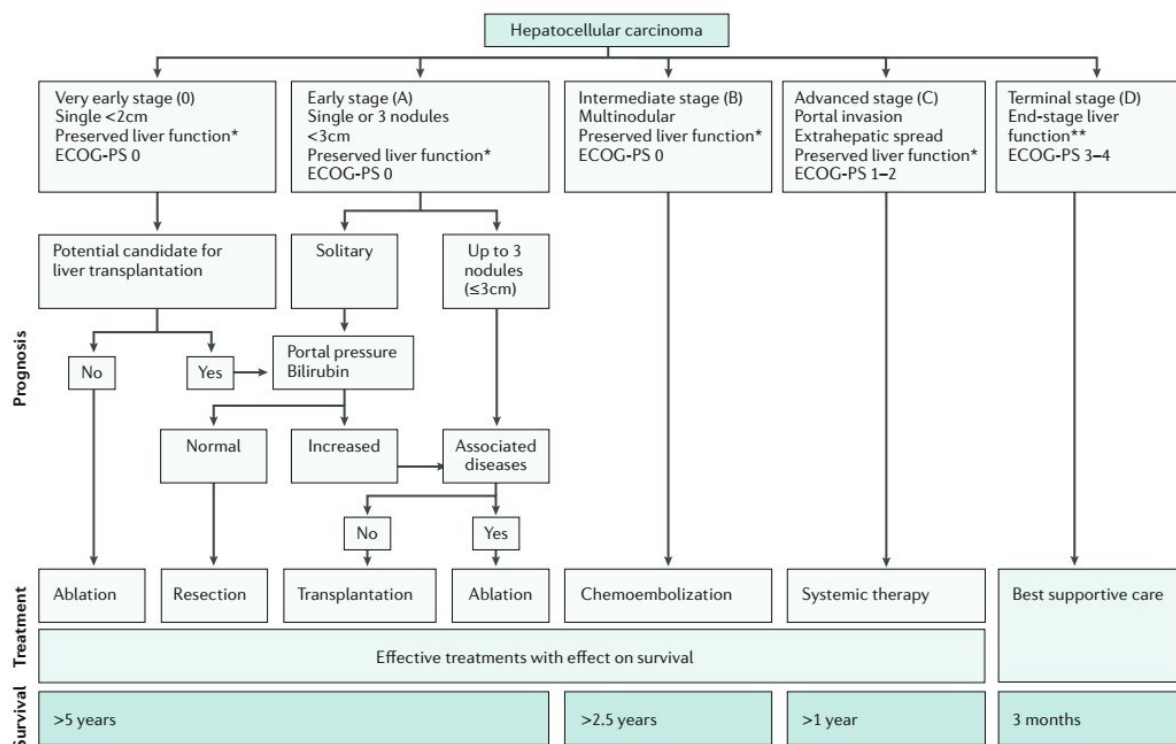 Hepatocellular carcinoma
Very early stage (0)
Single <2cm
Preserved liver function*
ECOG-PS 0
Early stage (A)
Single or 3 nodules
<3cm
Preserved liver function*
ECOG-PS 0
Intermediate stage (B)
Multinodular
Preserved liver function*
ECOG-PS 0
Advanced stage (C)
Portal invasion
Extrahepatic spread
Preserved liver function*
ECOG-PS 1–2
Terminal stage (D)
End-stage liver
function**
ECOG-PS 3–4
Prognosis
Potential candidate for
liver transplantation
Solitary
Up to 3
nodules
(≤3cm)
No
Yes
Portal pressure
Bilirubin
Normal
Increased
Associated
diseases
No
Yes
Treatment
Ablation
Resection
Transplantation
Ablation
Chemoembolization
Systemic therapy
Best supportive care
Effective treatments with effect on survival
Survival
>5 years
>2.5 years
>1 year
3 months